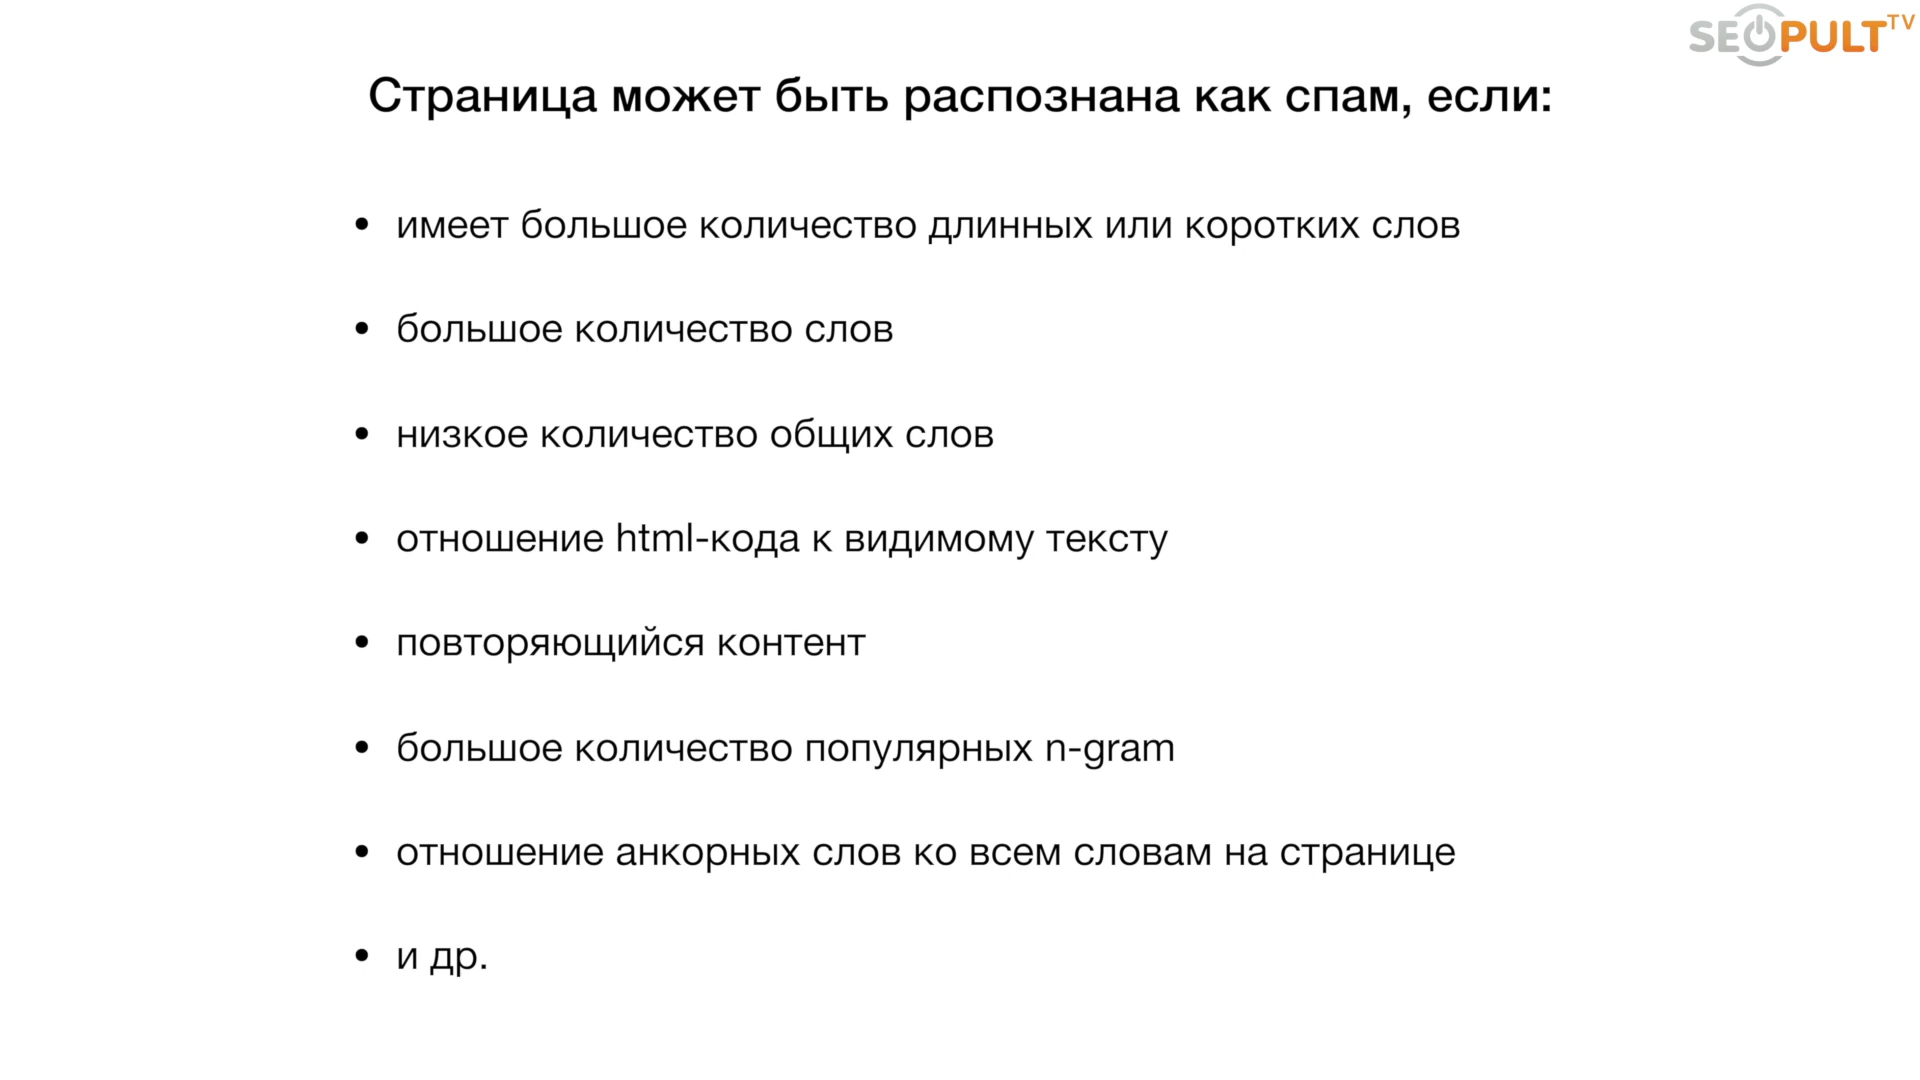 SEOPULT TV
Страница может быть распознана как спам, если:
• имеет большое количество длинных или коротких слов
• большое количество слов
• низкое количество общих слов
• отношение html-кода к видимому тексту
• повторяющийся контент
• большое количество популярных n-gram
• отношение анкорных слов ко всем словам на странице
• и др.